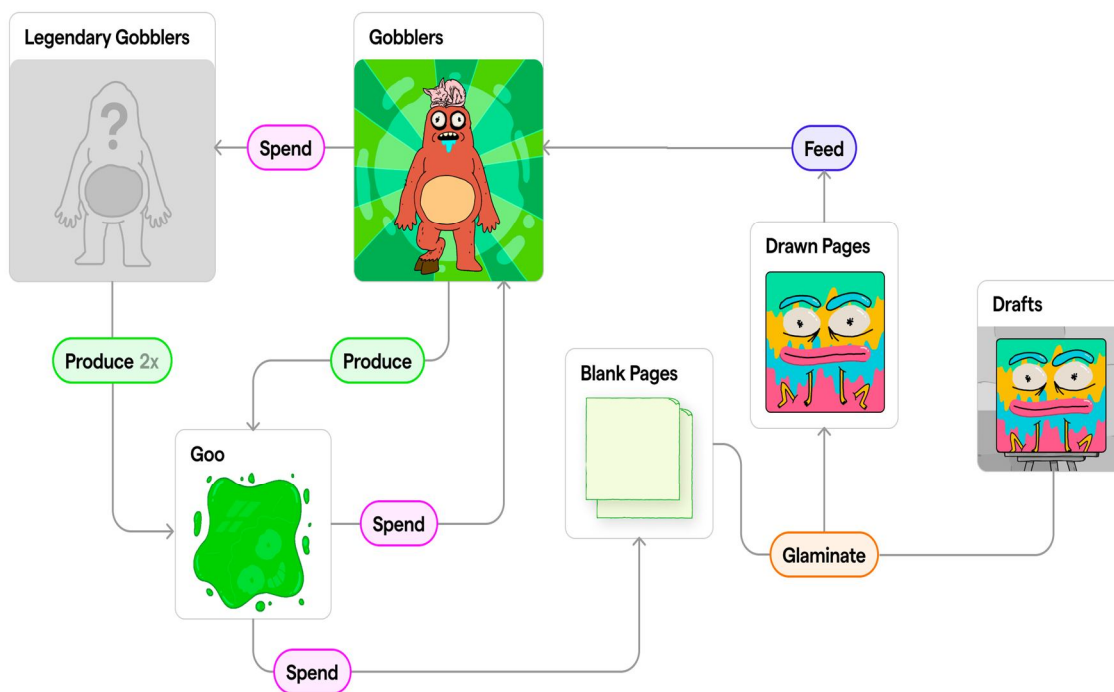 Legendary Gobblers
Gobblers
?
Spend
Feed
Drawn Pages
Drafts
Produce 2x
Produce
Blank Pages
Goo
Spend
Glaminate
Spend